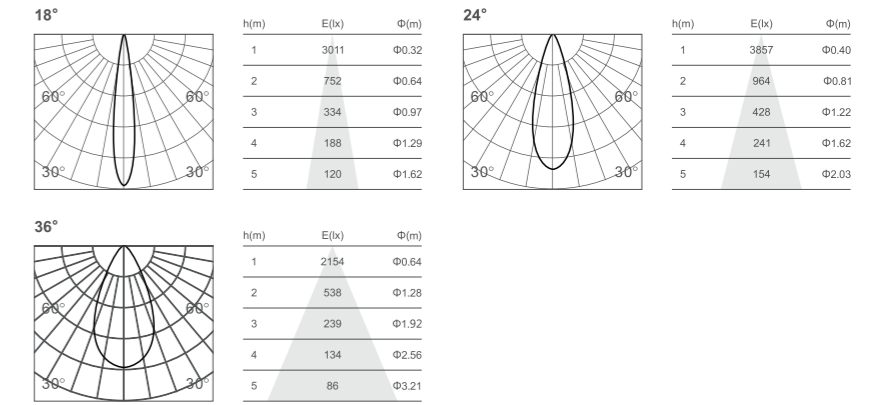 18°
60° 60°
30° 30°
h(m) E(lx) Φ(m)
1 3011 Φ0.32
2 752 Φ0.64
3 334 Φ0.97
4 188 Φ1.29
5 120 Φ1.62
24°
60° 60°
30° 30°
h(m) E(lx) Φ(m)
1 3857 Φ0.40
2 964 Φ0.81
3 428 Φ1.22
4 241 Φ1.62
5 154 Φ2.03
36°
60° 60°
30° 30°
h(m) E(lx) Φ(m)
1 2154 Φ0.64
2 538 Φ1.28
3 239 Φ1.92
4 134 Φ2.56
5 86 Φ3.21